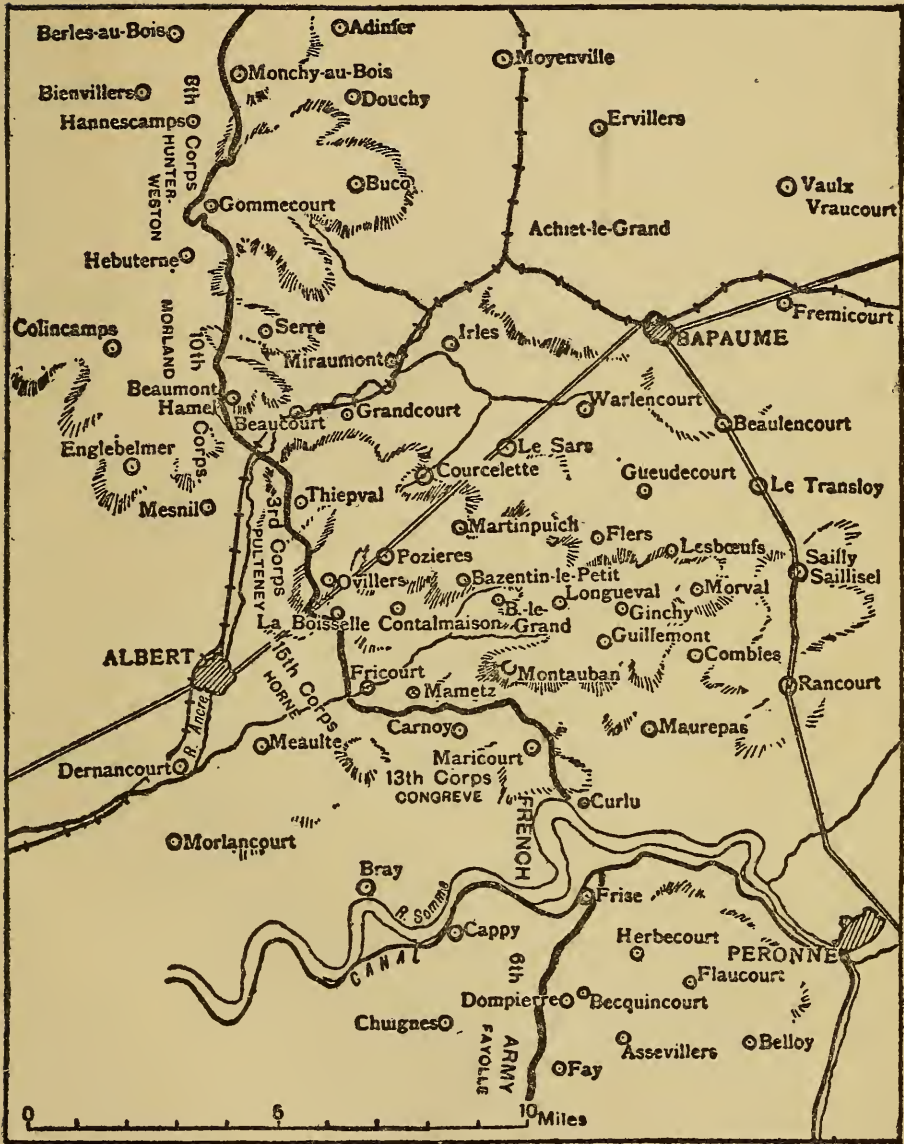 Berles-au-Bois
Adinfer
Monchy-au-Bois
Moyenville
Bienvillers
Douchy
Hannescamps
Ervillers
8th Corps
HUNTER-
WESTON
Bucq
Vaulx
Vraucourt
Gommecourt
Achiet-le-Grand
Hebuterne
Fremicourt
MORLAND
10th
Corps
Colincamps
Serre
Irles
BAPAUME
Miraumont
Beaumont
Hamel
Beaucourt
Grandcourt
Warlencourt
Beaulencourt
Englebelmer
Le Sars
Courcelette
Gueudecourt
Le Transloy
Mesnil
Thiepval
3rd Corps
PULTENEY
Martinpuich
Flers
Lesbœufs
Sailly
Saillisel
Pozieres
Ovillers
Bazentin-le-Petit
Morval
B.-le-
Grand
Longueval
Ginchy
La Boisselle
Contalmaison
Guillemont
ALBERT
15th Corps
HORNE
Combles
Fricourt
Montauban
Mametz
Rancourt
R. Ancre
Carnoy
Maurepas
Meaulte
Maricourt
Dernancourt
13th Corps
CONGREVE
Curlu
FRENCH
Morlancourt
Bray
R. Somme
Frise
Cappy
CANAL
Herbecourt
PERONNE
6th
ARMY
FAYOLLE
Flaucourt
Dompierre
Becquincourt
Chuignes
Assevillers
Belloy
Fay
0
5
10 Miles